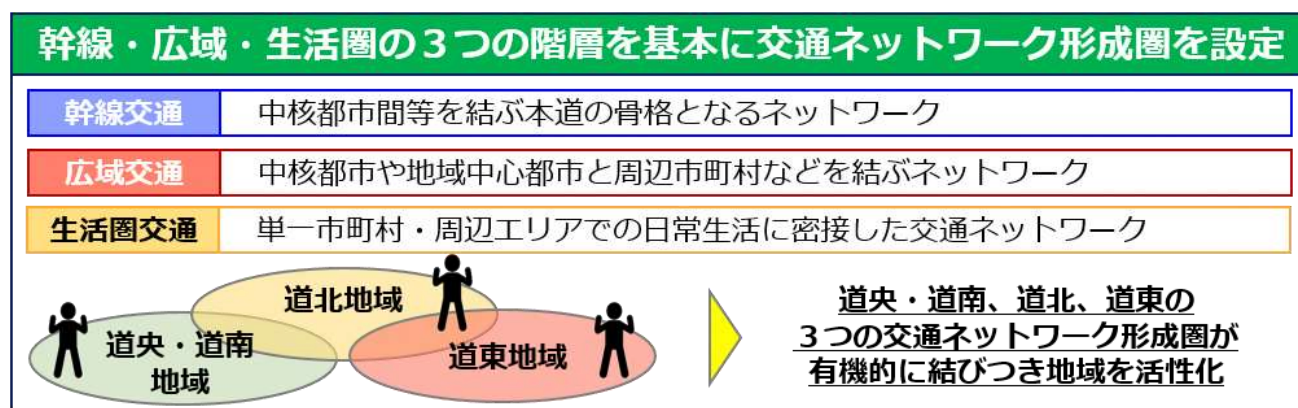 幹線・広域・生活圏の３つの階層を基本に交通ネットワーク形成圏を設定
幹線交通
中核都市間等を結ぶ本道の骨格となるネットワーク
広域交通
中核都市や地域中心都市と周辺市町村などを結ぶネットワーク
生活圏交通
単一市町村・周辺エリアでの日常生活に密接した交通ネットワーク
道北地域
道央・道南
地域
道東地域
道央・道南、道北、道東の
３つの交通ネットワーク形成圏が
有機的に結びつき地域を活性化